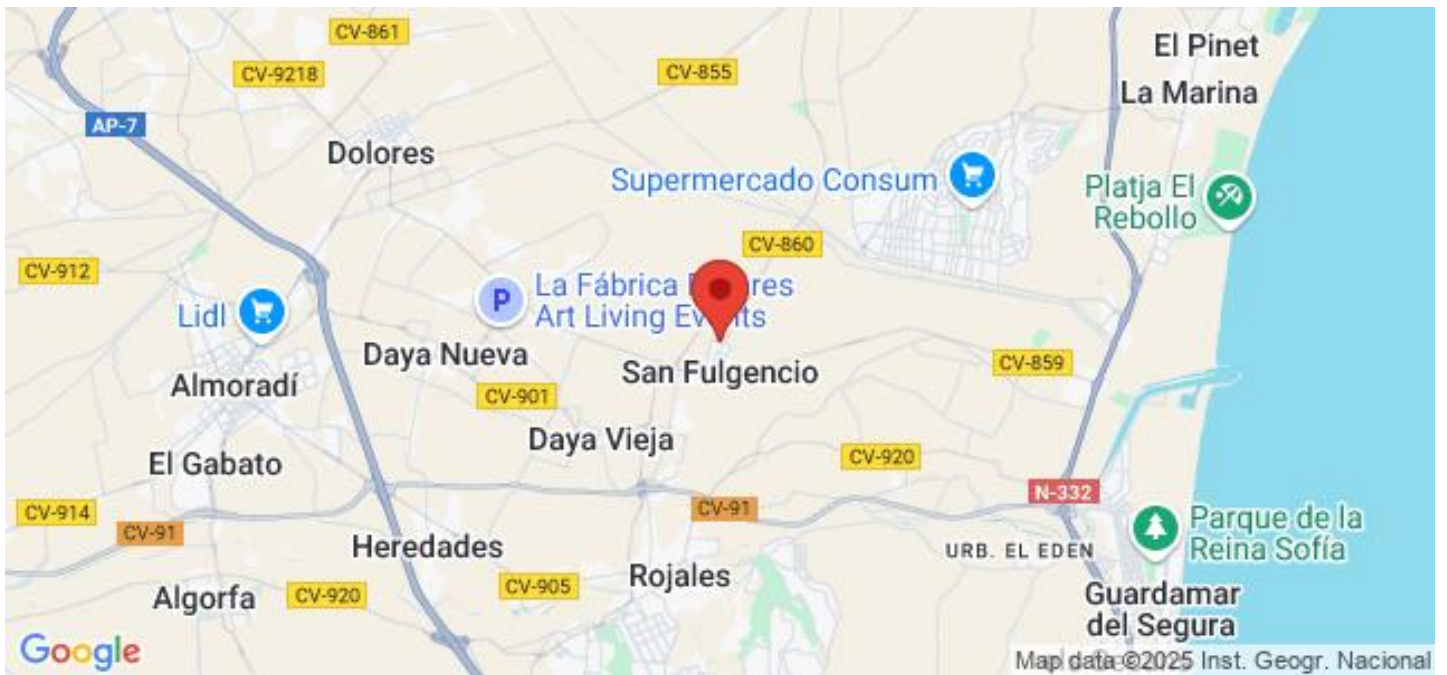 CV-861
El Pinet
CV-9218
CV-855
La Marina
AP-7
Dolores
Supermercado Consum
Platja El
Rebollo
CV-860
CV-912
P
La Fábrica
Art Living
Lidl
Daya Nueva
CV-859
San Fulgencio
Almoradí
CV-901
Daya Vieja
CV-920
El Gabato
N-332
CV-914
CV-91
CV-91
Parque de la
Reina Sofía
Heredades
URB. EL EDEN
Rojales
CV-905
Algorfa
CV-920
Guardamar
del Segura
Google
Map data ©2025 Inst. Geogr. Nacional